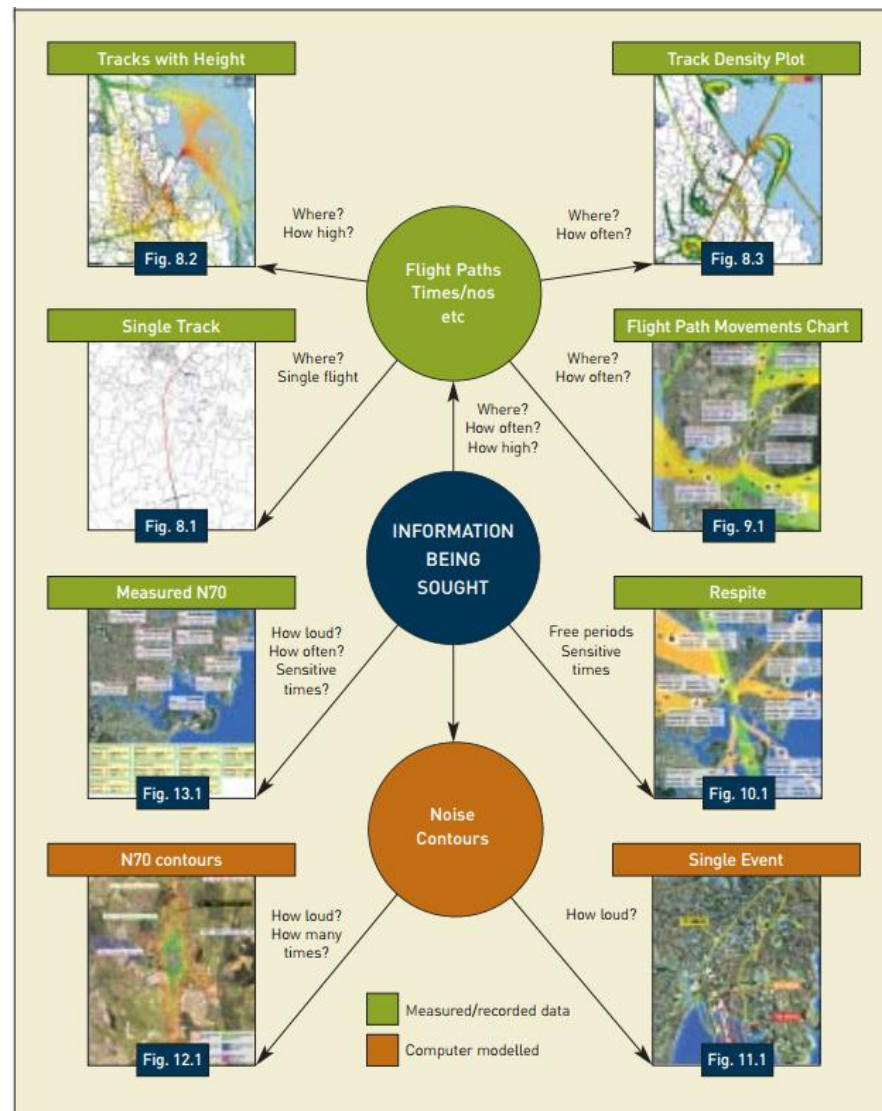 Tracks with Height
Track Density Plot
Where?
How high?
Where?
How often?
Fig. 8.2
Flight Paths
Times/nos
etc
Fig. 8.3
Single Track
Flight Path Movements Chart
Where?
Single flight
Where?
How often?
Where?
How often?
How high?
Fig. 8.1
Fig. 9.1
INFORMATION
BEING
SOUGHT
Measured N70
Respite
How loud?
How often?
Sensitive
times?
Free periods
Sensitive
times
Fig. 13.1
Fig. 10.1
Noise
Contours
N70 contours
Single Event
How loud?
How many
times?
How loud?
Measured/recorded data
Computer modelled
Fig. 12.1
Fig. 11.1